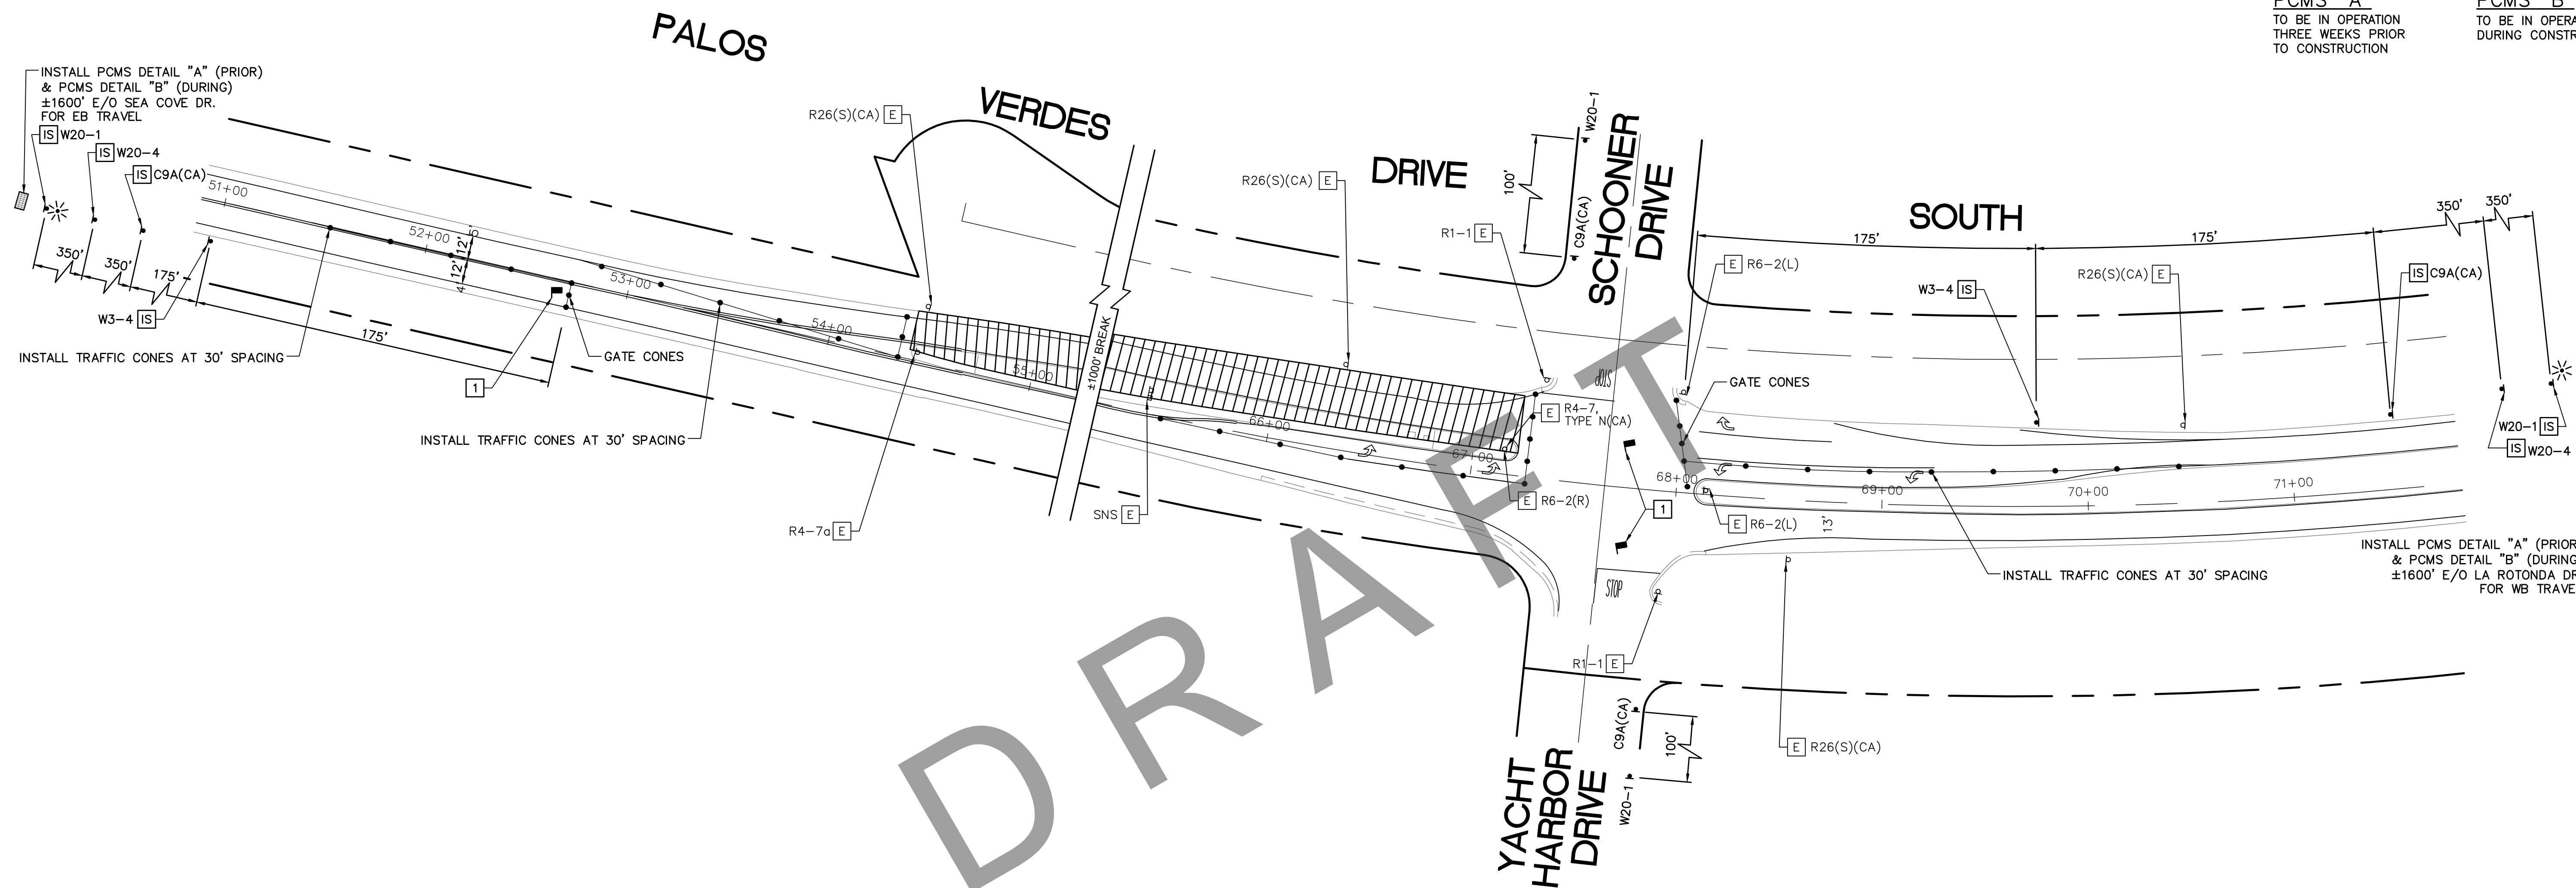 PCMS "A"
TO BE IN OPERATION
THREE WEEKS PRIOR
TO CONSTRUCTION
PCMS "B"
TO BE IN OPERA
DURING CONSTR
PALOS
VERDES
DRIVE
SOUTH
SCHOONER
DRIVE
YACHT
HARBOR
DRIVE
INSTALL PCMS DETAIL "A" (PRIOR)
& PCMS DETAIL "B" (DURING)
±1600' E/O SEA COVE DR.
FOR EB TRAVEL
IS W20-1
IS W20-4
IS C9A(CA)
51+00
52+00
53+00
54+00
55+00
12'
5'
12'
4'
350'
350'
175'
W3-4 IS
175'
INSTALL TRAFFIC CONES AT 30' SPACING
1
GATE CONES
INSTALL TRAFFIC CONES AT 30' SPACING
R26(S)(CA) E
±1000' BREAK
R4-7a E
SNS E
R26(S)(CA) E
66+00
67+00
R1-1 E
100'
W20-1
C9A(CA)
STOP
E R4-7,
TYPE N(CA)
E R6-2(R)
E R6-2(L)
GATE CONES
68+00
69+00
70+00
71+00
E R6-2(L)
13'
1
STOP
R1-1 E
C9A(CA)
W20-1
100'
E R26(S)(CA)
175'
175'
350'
350'
W3-4 IS
R26(S)(CA) E
IS C9A(CA)
W20-1 IS
IS W20-4
INSTALL TRAFFIC CONES AT 30' SPACING
INSTALL PCMS DETAIL "A" (PRIOR
& PCMS DETAIL "B" (DURING
±1600' E/O LA ROTONDA DR
FOR WB TRAVE
DRAFT